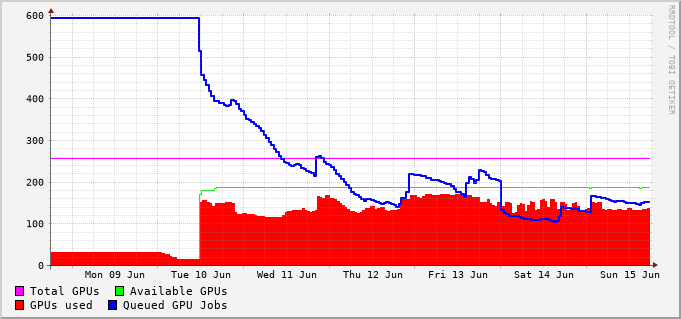 600
500
400
300
200
100
0
Mon 09 Jun Tue 10 Jun Wed 11 Jun Thu 12 Jun Fri 13 Jun Sat 14 Jun Sun 15 Jun
Total GPUs Available GPUs
GPUs used Queued GPU Jobs
RRDTOOL / TOBI OETIKER